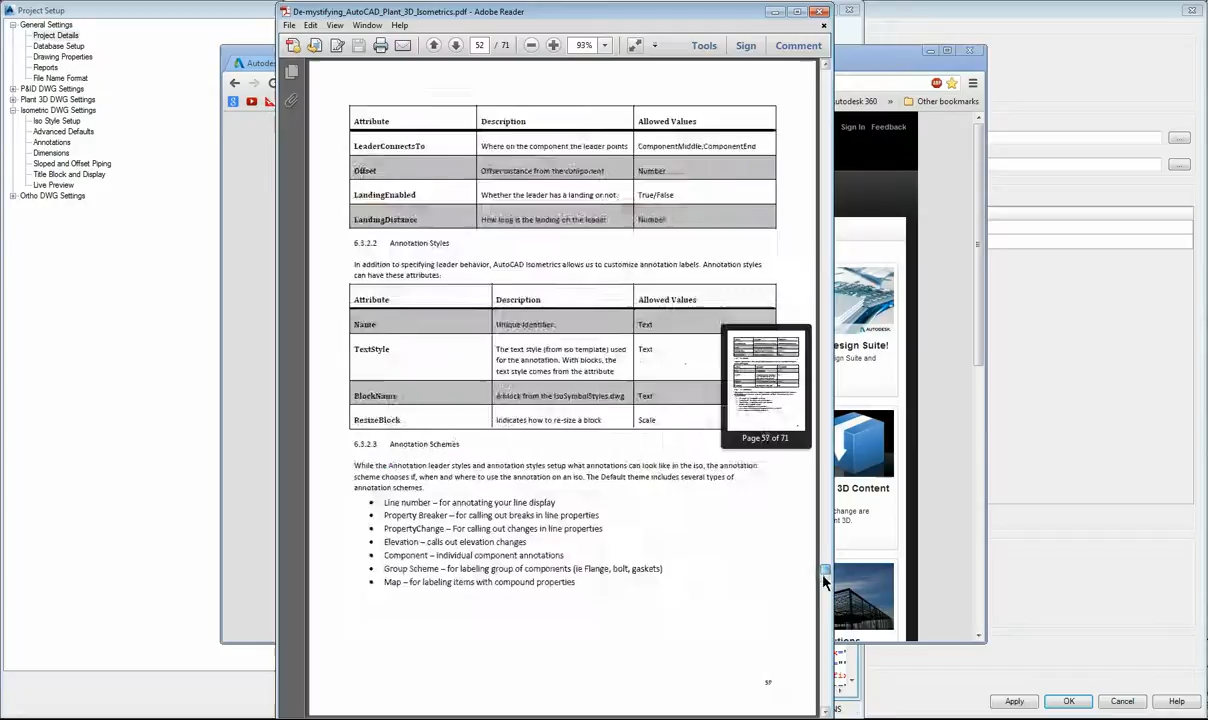 Project Setup
De-mystifying_AutoCAD_Plant_3D_Isometrics.pdf - Adobe Reader
File Edit View Window Help
52 / 71 93% Tools Sign Comment
General Settings
Project Details
Database Setup
Drawing Properties
Reports
File Name Format
P&ID DWG Settings
Plant 3D DWG Settings
Isometric DWG Settings
Iso Style Setup
Advanced Defaults
Annotations
Dimensions
Sloped and Offset Piping
Title Block and Display
Live Preview
Ortho DWG Settings
Autodesk
Attribute Description Allowed Values
LeaderConnectsTo Where on the component the leader points ComponentMiddle,ComponentEnd
Offset Offset distance from the component Number
LandingEnabled Whether the leader has a landing or not: True/False
LandingDistance How long is the landing on the leader Number
6.3.2.2 Annotation Styles
In addition to specifying leader behavior, AutoCAD Isometrics allows us to customize annotation labels. Annotation styles
can have these attributes:
Attribute Description Allowed Values
Name Unique Identifier. Text
TextStyle The text style (from iso template) used Text
for the annotation. With blocks, the
text style comes from the attribute
BlockName A block from the IsoSymbolStyles.dwg Text
ResizeBlock Indicates how to re-size a block Scale
6.3.2.3 Annotation Schemes
While the Annotation leader styles and annotation styles setup what annotations can look like in the iso, the annotation
scheme chooses if, when and where to use the annotation on an iso. The Default theme includes several types of
annotation schemes.
• Line number – for annotating your line display
• Property Breaker – for calling out breaks in line properties
• PropertyChange – For calling out changes in line properties
• Elevation – calls out elevation changes
• Component – individual component annotations
• Group Scheme – for labeling group of components (ie Flange, bolt, gaskets)
• Map – for labeling items with compound properties
Page 57 of 71
utodesk 360 » Other bookmarks
Sign In Feedback
AUTODESK
esign Suite!
Suite and
3D Content
hange are
t 3D.
Apply OK Cancel Help